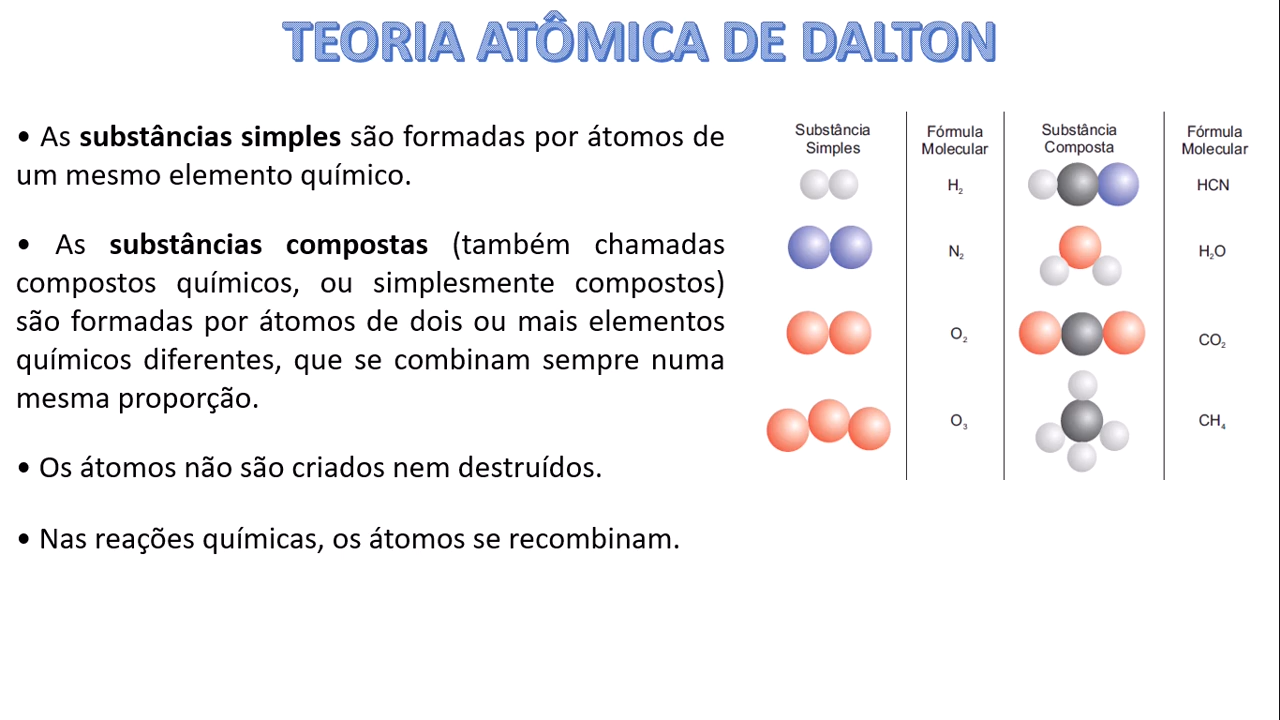 TEORIA ATÔMICA DE DALTON
• As substâncias simples são formadas por átomos de
um mesmo elemento químico.
• As substâncias compostas (também chamadas
compostos químicos, ou simplesmente compostos)
são formadas por átomos de dois ou mais elementos
químicos diferentes, que se combinam sempre numa
mesma proporção.
• Os átomos não são criados nem destruídos.
• Nas reações químicas, os átomos se recombinam.
Substância
Simples
Fórmula
Molecular
Substância
Composta
Fórmula
Molecular
H₂
HCN
N₂
H₂O
O₂
CO₂
O₃
CH₄